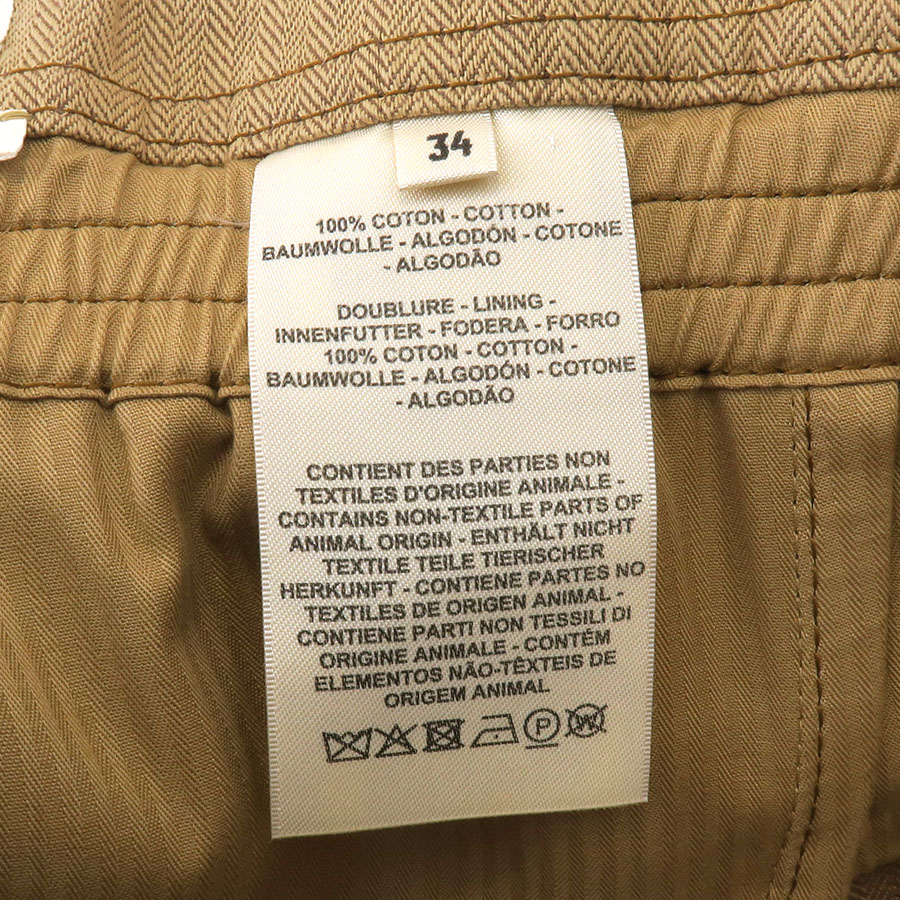 34
100% COTON - COTTON -
BAUMWOLLE - ALGODÓN - COTONE
- ALGODÃO
DOUBLURE - LINING -
INNENFUTTER - FODERA - FORRO
100% COTON - COTTON -
BAUMWOLLE - ALGODÓN - COTONE
- ALGODÃO
CONTIENT DES PARTIES NON
TEXTILES D'ORIGINE ANIMALE -
CONTAINS NON-TEXTILE PARTS OF
ANIMAL ORIGIN - ENTHÄLT NICHT
TEXTILE TEILE TIERISCHER
HERKUNFT - CONTIENE PARTES NO
TEXTILES DE ORIGEN ANIMAL -
CONTIENE PARTI NON TESSILI DI
ORIGINE ANIMALE - CONTÉM
ELEMENTOS NÃO-TÊXTEIS DE
ORIGEM ANIMAL
P W